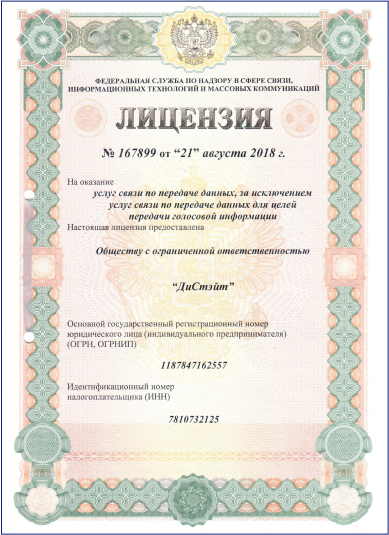 ФЕДЕРАЛЬНАЯ СЛУЖБА ПО НАДЗОРУ В СФЕРЕ СВЯЗИ,
ИНФОРМАЦИОННЫХ ТЕХНОЛОГИЙ И МАССОВЫХ КОММУНИКАЦИЙ
ЛИЦЕНЗИЯ
№ 167899 от “21” августа 2018 г.
На оказание
услуг связи по передаче данных, за исключением
услуг связи по передаче данных для целей
передачи голосовой информации
Настоящая лицензия предоставлена
Обществу с ограниченной ответственностью
“ДиСтэйт”
Основной государственный регистрационный номер
юридического лица (индивидуального предпринимателя)
(ОГРН, ОГРНИП)
1187847162557
Идентификационный номер
налогоплательщика (ИНН)
7810732125